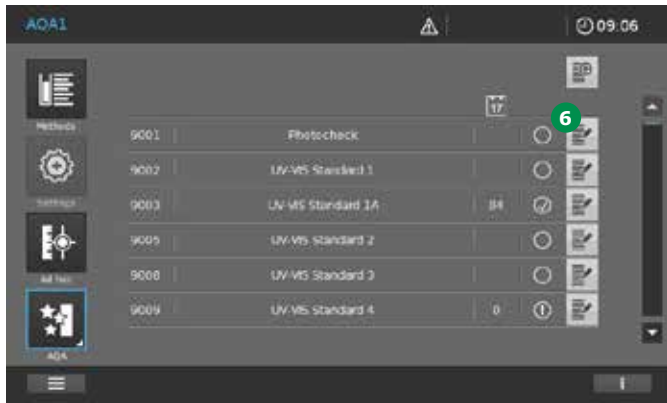 AQA1
09:06
17
6
Methods
9001 Photocheck
9002 UV-VIS Standard 1
Settings
9003 UV-VIS Standard 1A 84
9005 UV-VIS Standard 2
Ad hoc
9008 UV-VIS Standard 3
9009 UV-VIS Standard 4 0
AQA
i